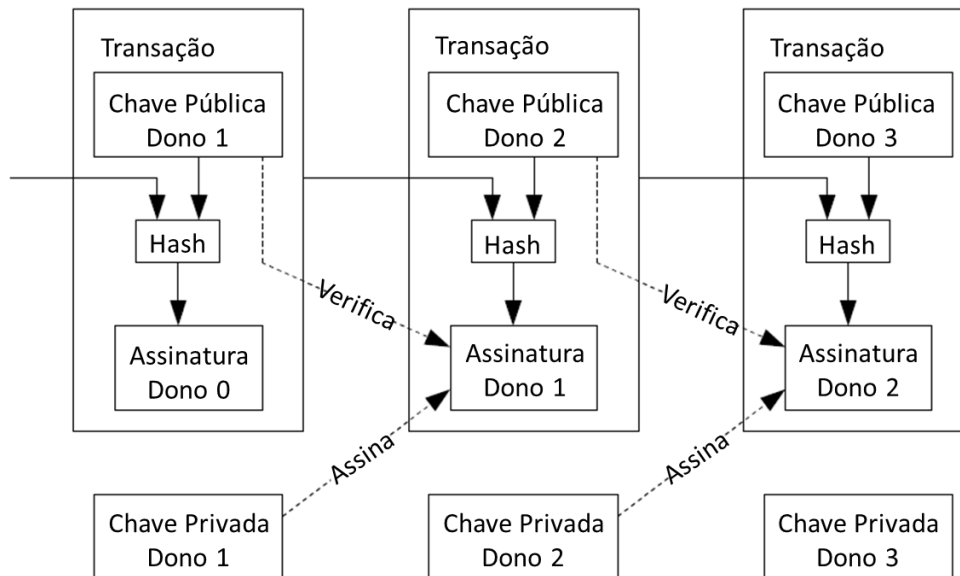 Transação
Transação
Transação
Chave Pública
Dono 1
Chave Pública
Dono 2
Chave Pública
Dono 3
Hash
Hash
Hash
Verifica
Verifica
Assinatura
Dono 0
Assinatura
Dono 1
Assinatura
Dono 2
Assina
Assina
Chave Privada
Dono 1
Chave Privada
Dono 2
Chave Privada
Dono 3